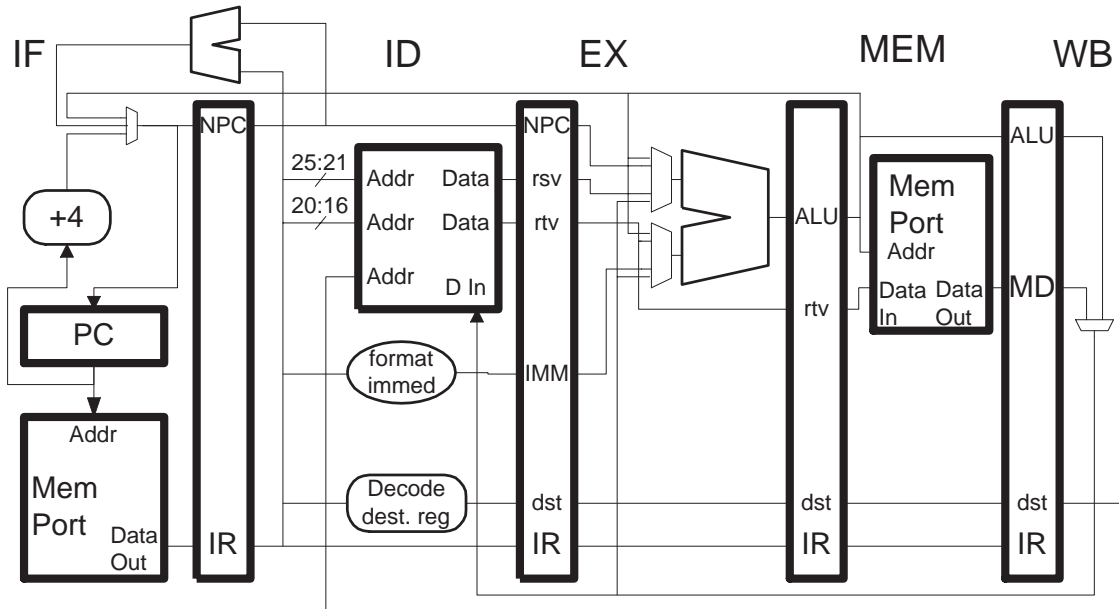 IF
ID
EX
MEM
WB
NPC
+4
PC
Addr
Mem
Port
Data
Out
IR
25:21
20:16
Addr
Data
Addr
Data
Addr
D In
format
immed
Decode
dest. reg
NPC
rsv
rtv
IMM
dst
IR
ALU
rtv
dst
IR
Mem
Port
Addr
Data
In
Data
Out
ALU
MD
dst
IR